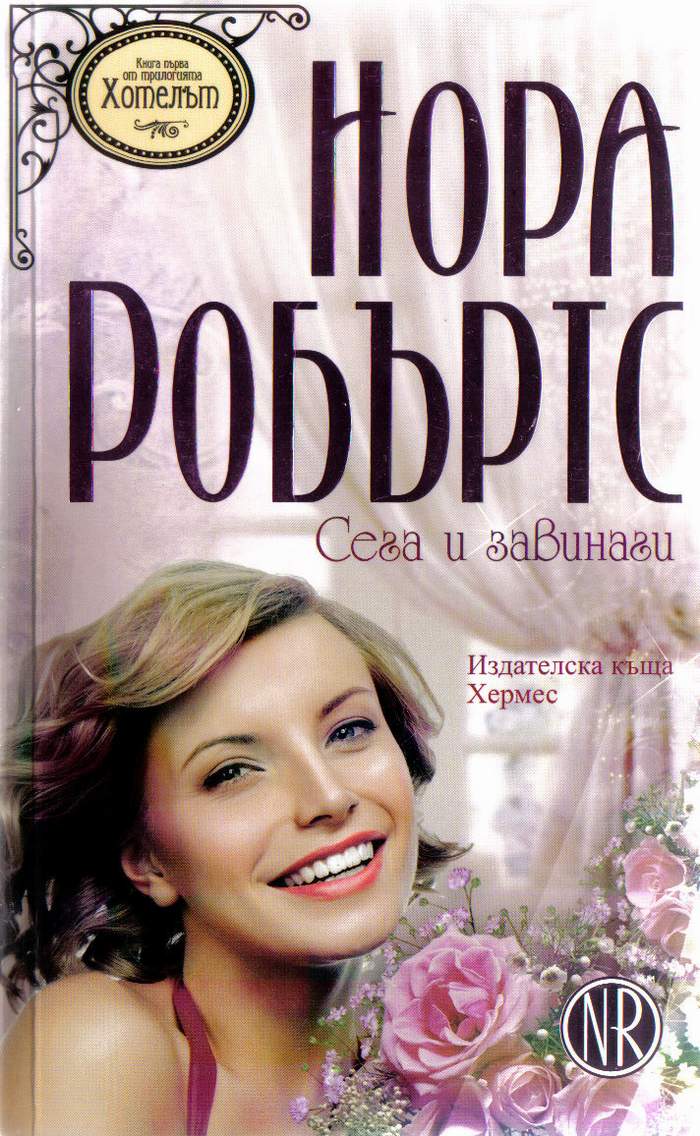 Книга първа
от трилогията
Хотелът
НОРА
РОБЪРТС
Сега и завинаги
Издателска къща
Хермес
NR